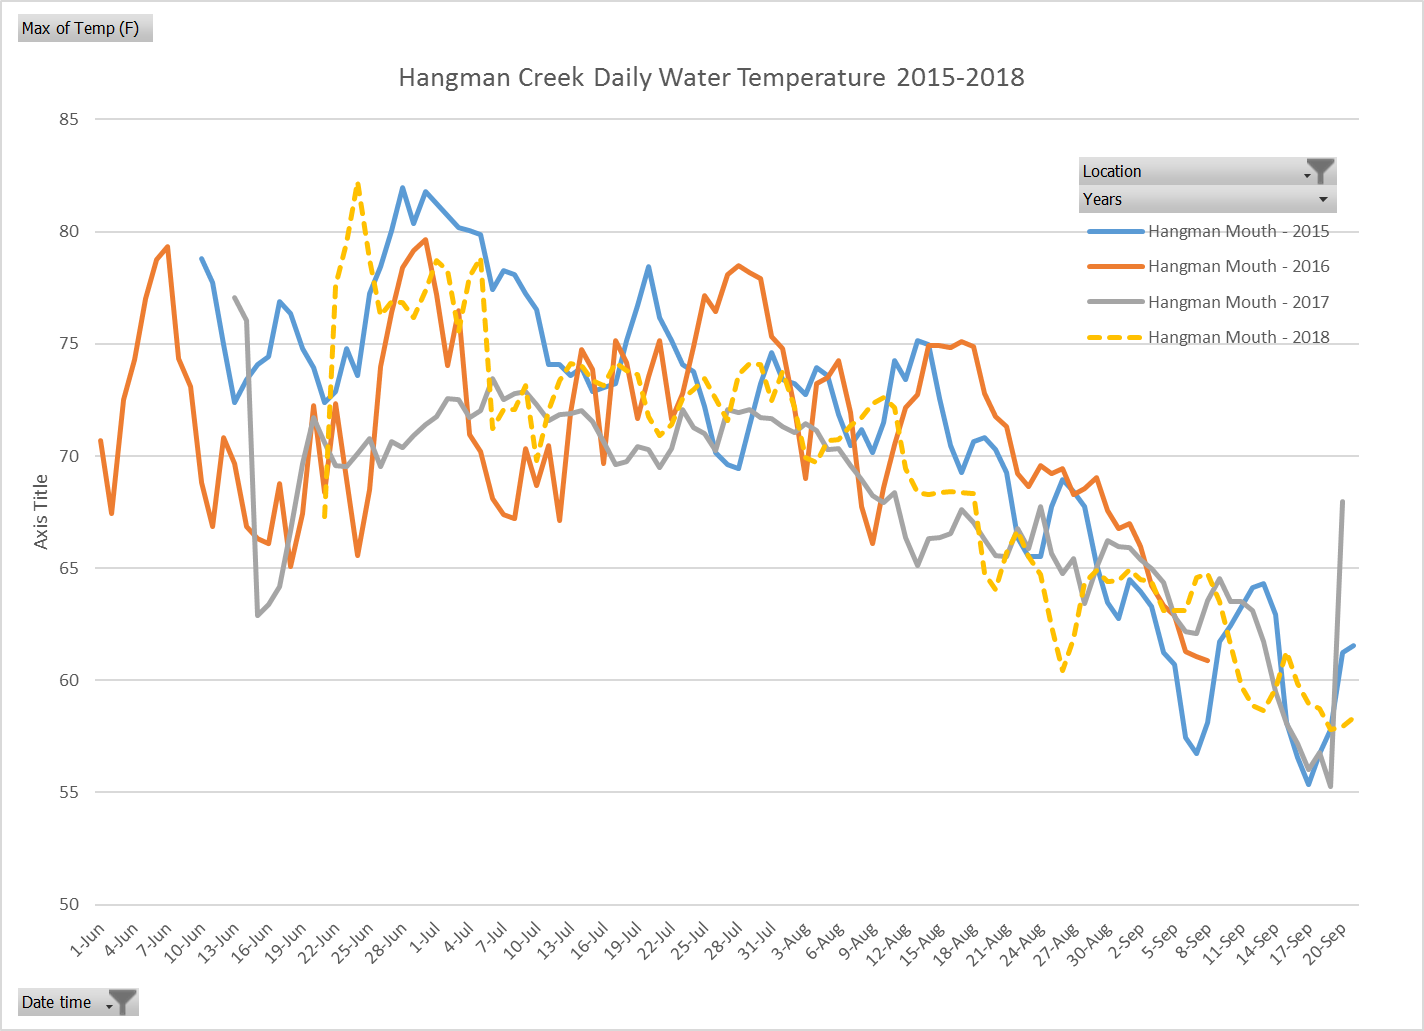 Max of Temp (F)
Hangman Creek Daily Water Temperature 2015-2018
85
80
75
70
65
60
55
50
Axis Title
Location
Years
Hangman Mouth - 2015
Hangman Mouth - 2016
Hangman Mouth - 2017
Hangman Mouth - 2018
1-Jun
4-Jun
7-Jun
10-Jun
13-Jun
16-Jun
19-Jun
22-Jun
25-Jun
28-Jun
1-Jul
4-Jul
7-Jul
10-Jul
13-Jul
16-Jul
19-Jul
22-Jul
25-Jul
28-Jul
31-Jul
3-Aug
6-Aug
9-Aug
12-Aug
15-Aug
18-Aug
21-Aug
24-Aug
27-Aug
30-Aug
2-Sep
5-Sep
8-Sep
11-Sep
14-Sep
17-Sep
20-Sep
Date time